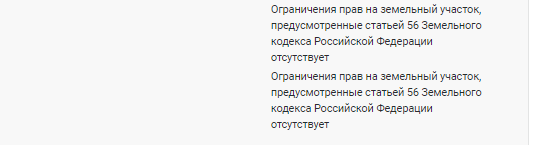 Ограничения прав на земельный участок,
предусмотренные статьей 56 Земельного
кодекса Российской Федерации
отсутствует
Ограничения прав на земельный участок,
предусмотренные статьей 56 Земельного
кодекса Российской Федерации
отсутствует